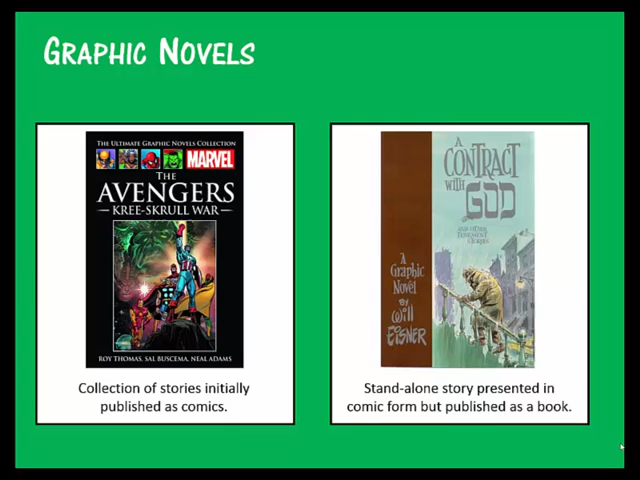 GRAPHIC NOVELS
THE ULTIMATE GRAPHIC NOVELS COLLECTION
MARVEL
THE
AVENGERS
KREE-SKRULL WAR
ROY THOMAS, SAL BUSCEMA, NEAL ADAMS
Collection of stories initially
published as comics.
A
CONTRACT
WITH
GOD
AND OTHER
TENEMENT
STORIES
A
Graphic
Novel
BY
Will
EISNER
Stand-alone story presented in
comic form but published as a book.